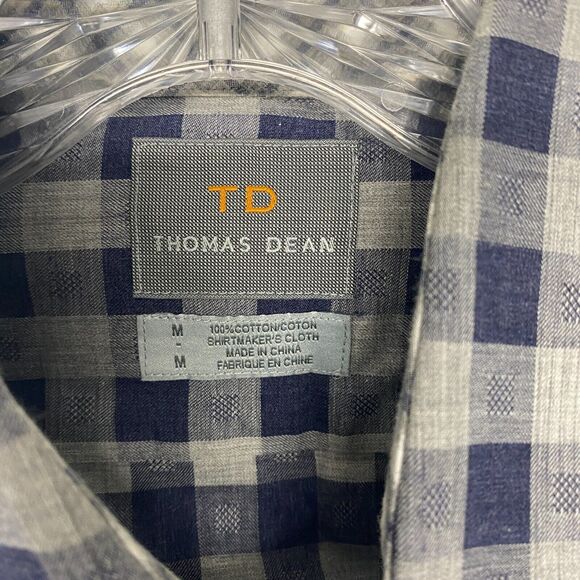 TD
THOMAS DEAN
M
-
M
100%COTTON/COTON
SHIRTMAKER'S CLOTH
MADE IN CHINA
FABRIQUE EN CHINE